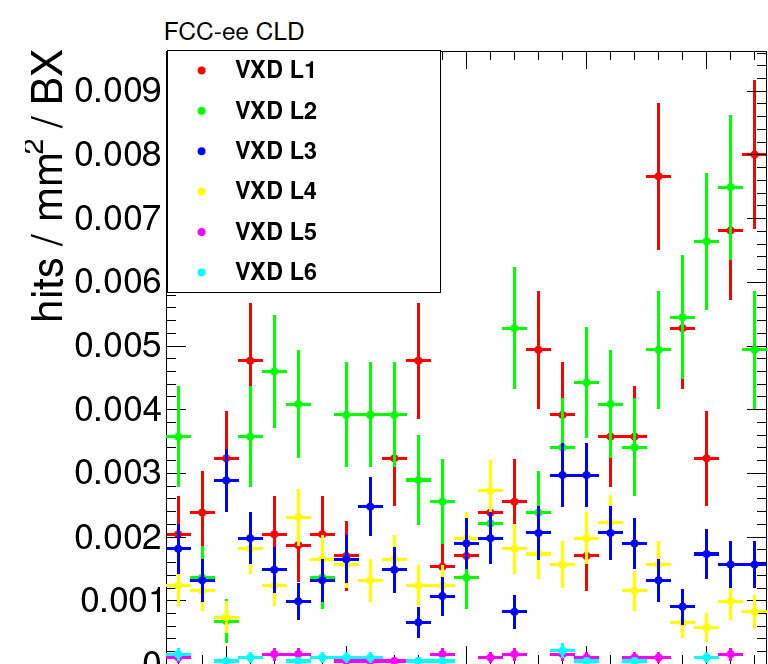 FCC-ee CLD
hits / mm² / BX
VXD L1
VXD L2
VXD L3
VXD L4
VXD L5
VXD L6
0.009
0.008
0.007
0.006
0.005
0.004
0.003
0.002
0.001
0